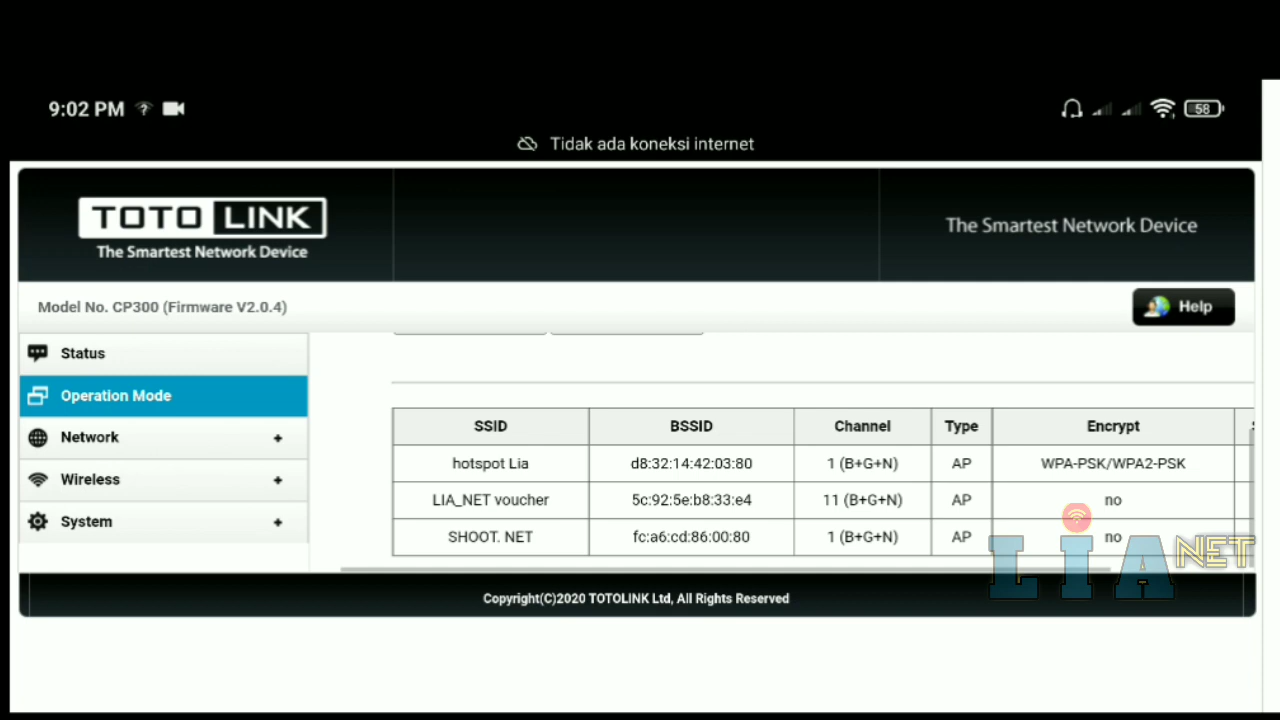 9:02 PM
58
Tidak ada koneksi internet
TOTO LINK
The Smartest Network Device
The Smartest Network Device
Model No. CP300 (Firmware V2.0.4)
Help
Status
Operation Mode
Network +
Wireless +
System +
SSID BSSID Channel Type Encrypt
hotspot Lia d8:32:14:42:03:80 1 (B+G+N) AP WPA-PSK/WPA2-PSK
LIA_NET voucher 5c:92:5e:b8:33:e4 11 (B+G+N) AP no
SHOOT. NET fc:a6:cd:86:00:80 1 (B+G+N) AP no
LIA NET
Copyright(C)2020 TOTOLINK Ltd, All Rights Reserved